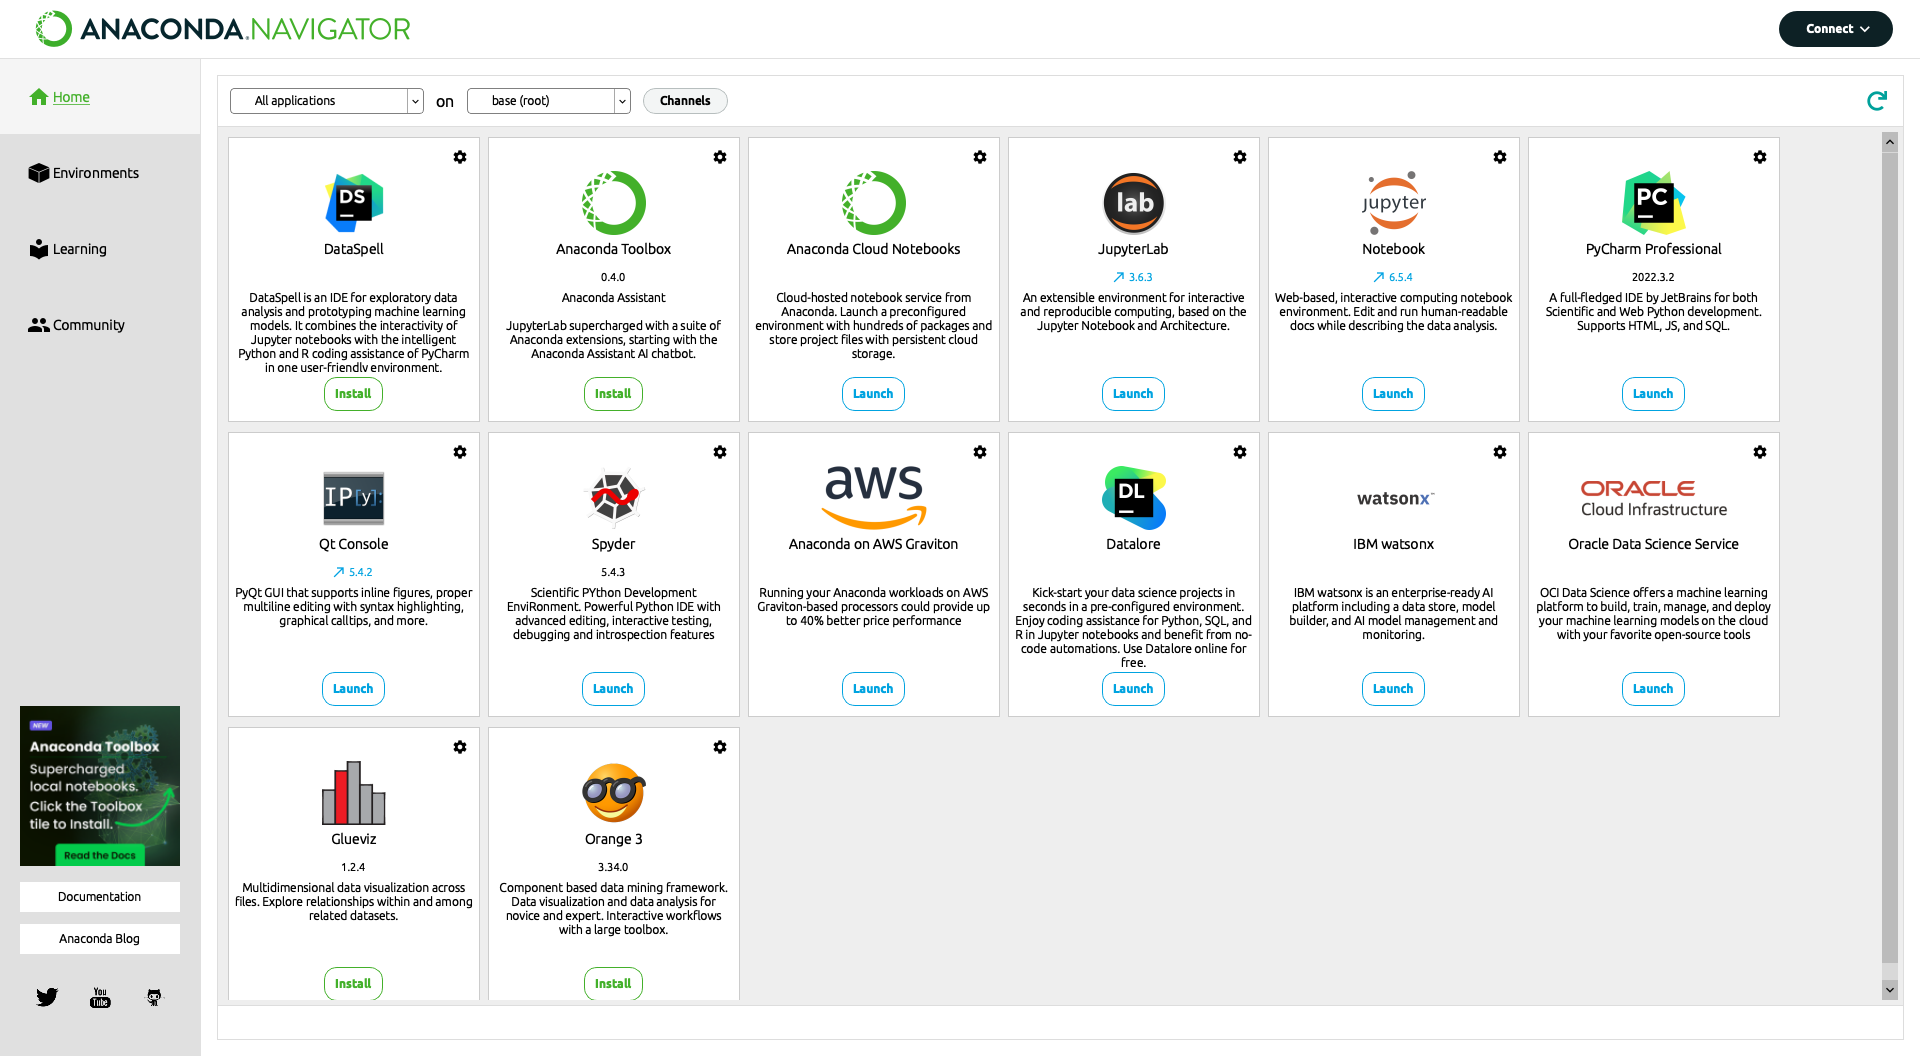 ANACONDA.NAVIGATOR
Connect
Home
Environments
Learning
Community
All applications
on
base (root)
Channels
DS
DataSpell
DataSpell is an IDE for exploratory data
analysis and prototyping machine learning
models. It combines the interactivity of
Jupyter notebooks with the intelligent
Python and R coding assistance of PyCharm
in one user-friendly environment.
Install
Anaconda Toolbox
0.4.0
Anaconda Assistant
JupyterLab supercharged with a suite of
Anaconda extensions, starting with the
Anaconda Assistant AI chatbot.
Install
Anaconda Cloud Notebooks
Cloud-hosted notebook service from
Anaconda. Launch a preconfigured
environment with hundreds of packages and
store project files with persistent cloud
storage.
Launch
lab
JupyterLab
3.6.3
An extensible environment for interactive
and reproducible computing, based on the
Jupyter Notebook and Architecture.
Launch
jupyter
Notebook
6.5.4
Web-based, interactive computing notebook
environment. Edit and run human-readable
docs while describing the data analysis.
Launch
PC
PyCharm Professional
2022.3.2
A full-fledged IDE by JetBrains for both
Scientific and Web Python development.
Supports HTML, JS, and SQL.
Launch
IP[y]:
Qt Console
5.4.2
PyQt GUI that supports inline figures, proper
multiline editing with syntax highlighting,
graphical calltips, and more.
Launch
Spyder
5.4.3
Scientific PYthon Development
EnviRonment. Powerful Python IDE with
advanced editing, interactive testing,
debugging and introspection features
Launch
aws
Anaconda on AWS Graviton
Running your Anaconda workloads on AWS
Graviton-based processors could provide up
to 40% better price performance
Launch
DL
Datalore
Kick-start your data science projects in
seconds in a pre-configured environment.
Enjoy coding assistance for Python, SQL, and
R in Jupyter notebooks and benefit from no-
code automations. Use Datalore online for
free.
Launch
watsonx
IBM watsonx
IBM watsonx is an enterprise-ready AI
platform including a data store, model
builder, and AI model management and
monitoring.
Launch
ORACLE
Cloud Infrastructure
Oracle Data Science Service
OCI Data Science offers a machine learning
platform to build, train, manage, and deploy
your machine learning models on the cloud
with your favorite open-source tools
Launch
Glueviz
1.2.4
Multidimensional data visualization across
files. Explore relationships within and among
related datasets.
Install
Orange 3
3.34.0
Component based data mining framework.
Data visualization and data analysis for
novice and expert. Interactive workflows
with a large toolbox.
Install
NEW
Anaconda Toolbox
Supercharged
local notebooks.
Click the Toolbox
tile to Install.
Read the Docs
Documentation
Anaconda Blog
You
Tube